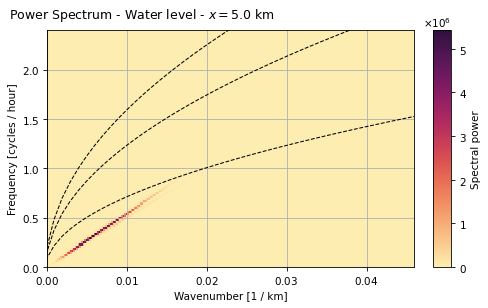 Power Spectrum - Water level - x = 5.0 km
×10⁶
2.0
1.5
1.0
0.5
0.0
Frequency [cycles / hour]
0.00 0.01 0.02 0.03 0.04
Wavenumber [1 / km]
5
4
3
2
1
0
Spectral power